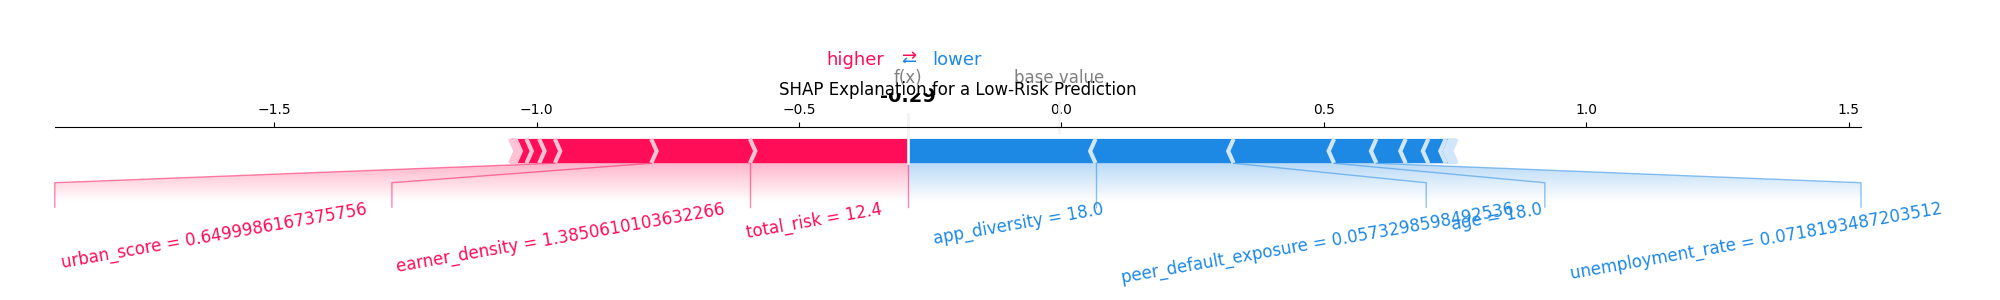 higher ⇄ lower
f(x) base value
SHAP Explanation for a Low-Risk Prediction
-0.29
−1.5 −1.0 −0.5 0.0 0.5 1.0 1.5
urban_score = 0.6499986167375756
earner_density = 1.3850610103632266
total_risk = 12.4
app_diversity = 18.0
peer_default_exposure = 0.0573298598492536
age = 18.0
unemployment_rate = 0.0718193487203512